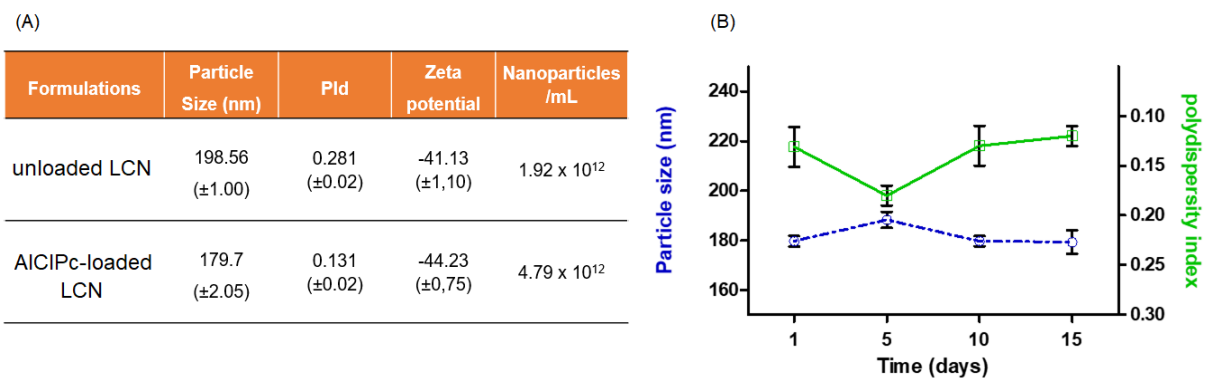 (A)
Formulations
Particle
Size (nm)
PId
Zeta
potential
Nanoparticles
/mL
unloaded LCN
198.56
(±1.00)
0.281
(±0.02)
-41.13
(±1,10)
1.92 x 10¹²
AlClPc-loaded
LCN
179.7
(±2.05)
0.131
(±0.02)
-44.23
(±0,75)
4.79 x 10¹²
(B)
Particle size (nm)
240
220
200
180
160
1
5
10
15
Time (days)
0.10
0.15
0.20
0.25
0.30
polydispersity index